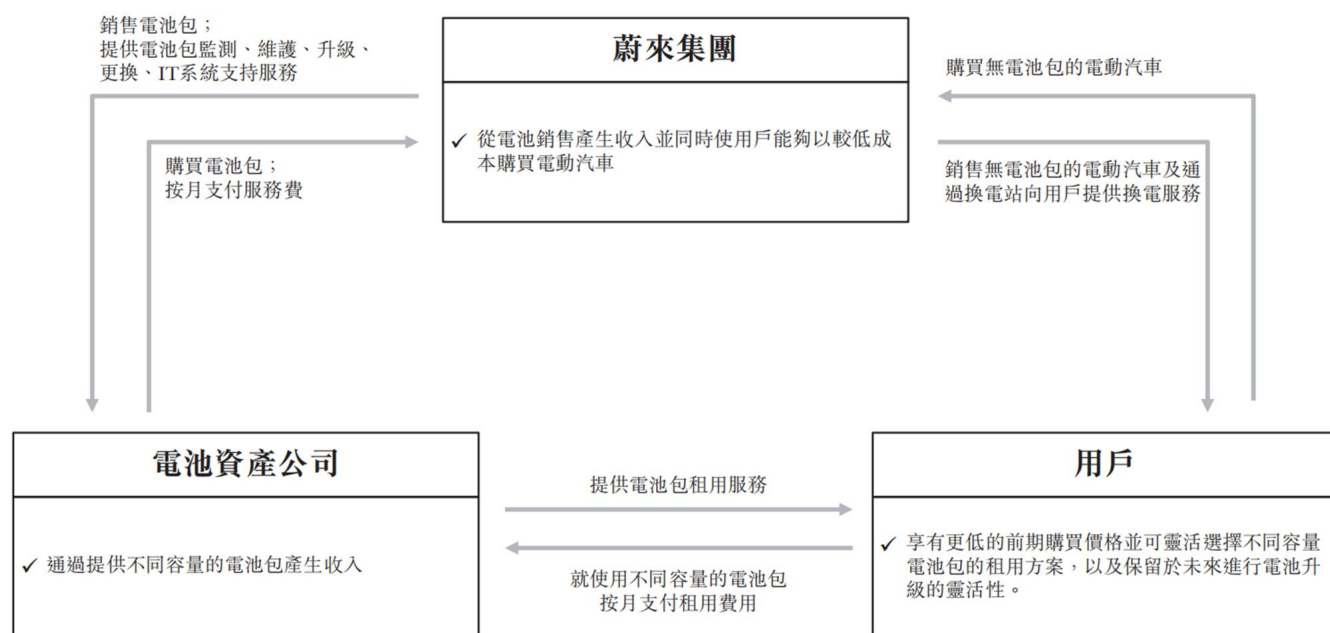 銷售電池包；
提供電池包監測、維護、升級、
更換、IT系統支持服務
蔚來集團
購買無電池包的電動汽車
✓ 從電池銷售產生收入並同時使用戶能夠以較低成
本購買電動汽車
購買電池包；
按月支付服務費
銷售無電池包的電動汽車及通
過換電站向用戶提供換電服務
電池資產公司
提供電池包租用服務
用戶
✓ 通過提供不同容量的電池包產生收入
就使用不同容量的電池包
按月支付租用費用
✓ 享有更低的前期購買價格並可靈活選擇不同容量
電池包的租用方案，以及保留於未來進行電池升
級的靈活性。